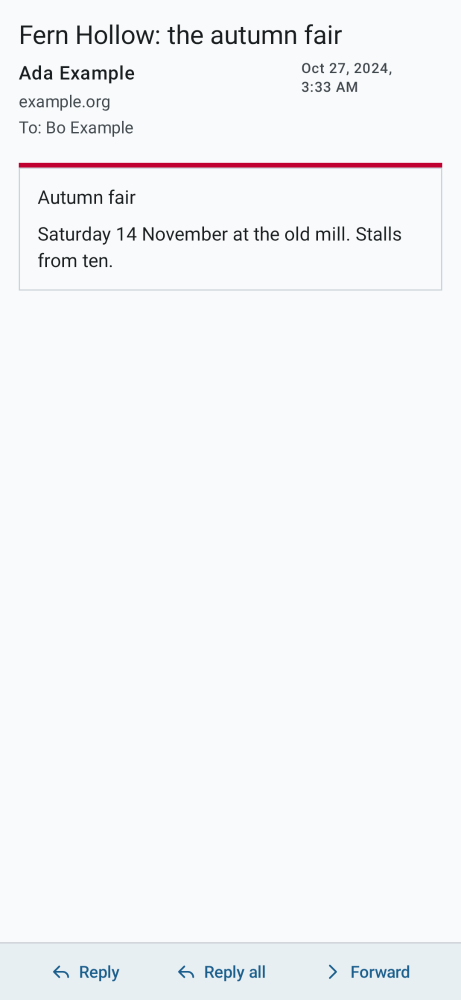 Fern Hollow: the autumn fair
Ada Example
Oct 27, 2024,
3:33 AM
example.org
To: Bo Example
Autumn fair
Saturday 14 November at the old mill. Stalls
from ten.
Reply
Reply all
Forward